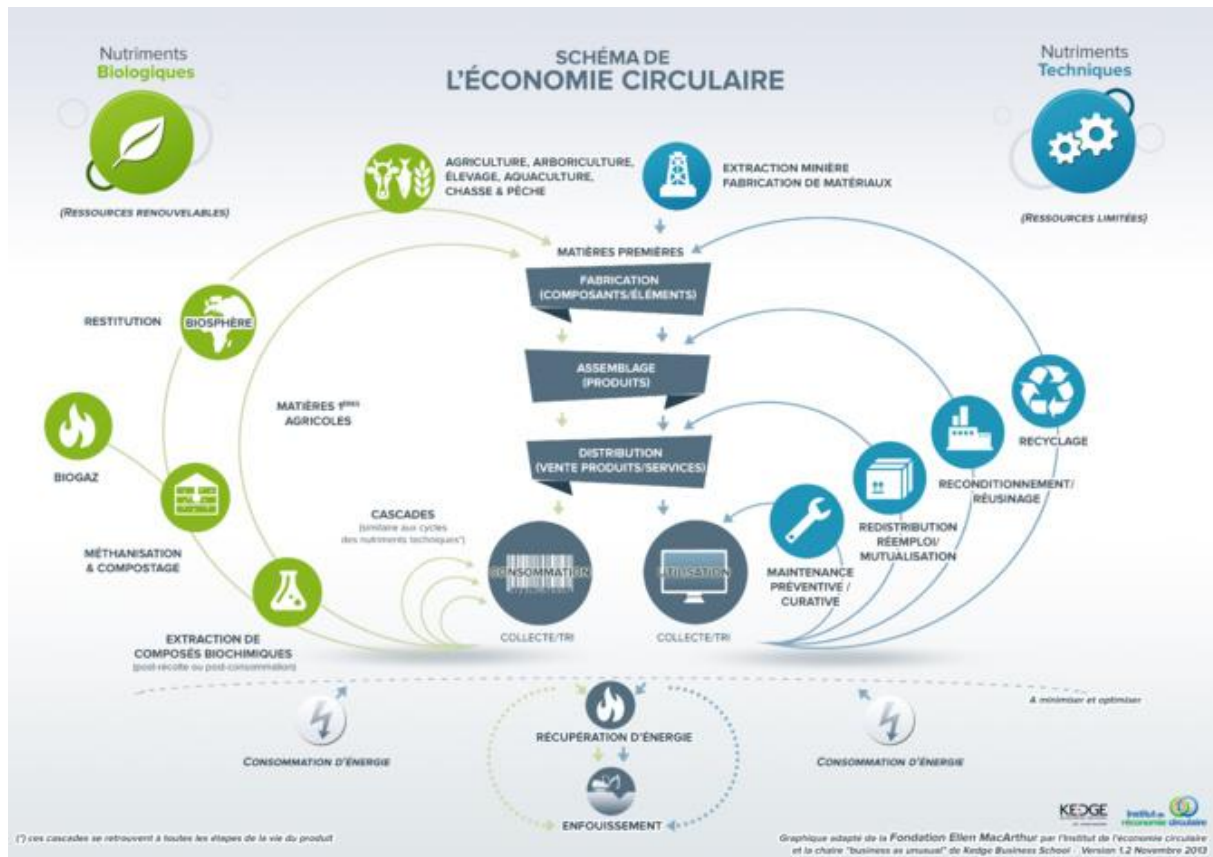 Nutriments
Biologiques
(RESSOURCES RENOUVELABLES)
SCHÉMA DE
L'ÉCONOMIE CIRCULAIRE
Nutriments
Techniques
(RESSOURCES LIMITÉES)
AGRICULTURE, ARBORICULTURE,
ÉLEVAGE, AQUACULTURE,
CHASSE & PÊCHE
EXTRACTION MINIÈRE
FABRICATION DE MATÉRIAUX
MATIÈRES PREMIÈRES
FABRICATION
(COMPOSANTS/ÉLÉMENTS)
ASSEMBLAGE
(PRODUITS)
DISTRIBUTION
(VENTE PRODUITS/SERVICES)
RESTITUTION
BIOSPHÈRE
MATIÈRES 1ÈRES
AGRICOLES
BIOGAZ
MÉTHANISATION
& COMPOSTAGE
EXTRACTION DE
COMPOSÉS BIOCHIMIQUES
(post-récolte ou post-consommation)
CASCADES
(similaire aux cycles
des nutriments techniques*)
CONSOMMATION
COLLECTE/TRI
UTILISATION
COLLECTE/TRI
MAINTENANCE
PRÉVENTIVE /
CURATIVE
REDISTRIBUTION
RÉEMPLOI/
MUTUALISATION
RECONDITIONNEMENT/
RÉUSINAGE
RECYCLAGE
A minimiser et optimiser
CONSOMMATION D'ÉNERGIE
RÉCUPÉRATION D'ÉNERGIE
CONSOMMATION D'ÉNERGIE
ENFOUISSEMENT
KEDGE
Institut de
l'économie circulaire
(*) ces cascades se retrouvent à toutes les étapes de la vie du produit
Graphique adapté de la Fondation Ellen MacArthur par l'Institut de l'économie circulaire
et la chaire "business as unusual" de Kedge Business School - Version 1.2 Novembre 2013